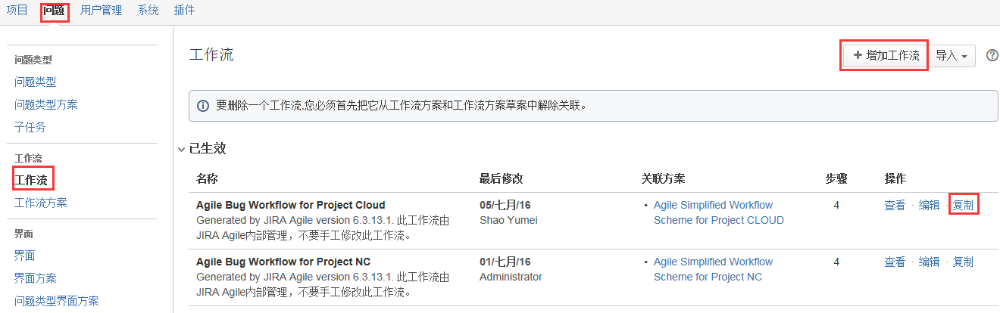 项目 问题 用户管理 系统 插件
问题类型
问题类型
问题类型方案
子任务
工作流
工作流
工作流方案
界面
界面
界面方案
问题类型界面方案
工作流
增加工作流 导入
要删除一个工作流,您必须首先把它从工作流方案和工作流方案草案中解除关联。
已生效
名称 最后修改 关联方案 步骤 操作
Agile Bug Workflow for Project Cloud 05/七月/16 • Agile Simplified Workflow 4 查看 · 编辑 · 复制
Generated by JIRA Agile version 6.3.13.1. 此工作流由 Shao Yumei Scheme for Project CLOUD
JIRA Agile内部管理，不要手工修改此工作流。
Agile Bug Workflow for Project NC 01/七月/16 • Agile Simplified Workflow 4 查看 · 编辑 · 复制
Generated by JIRA Agile version 6.3.13.1. 此工作流由 Administrator Scheme for Project NC
JIRA Agile内部管理，不要手工修改此工作流。